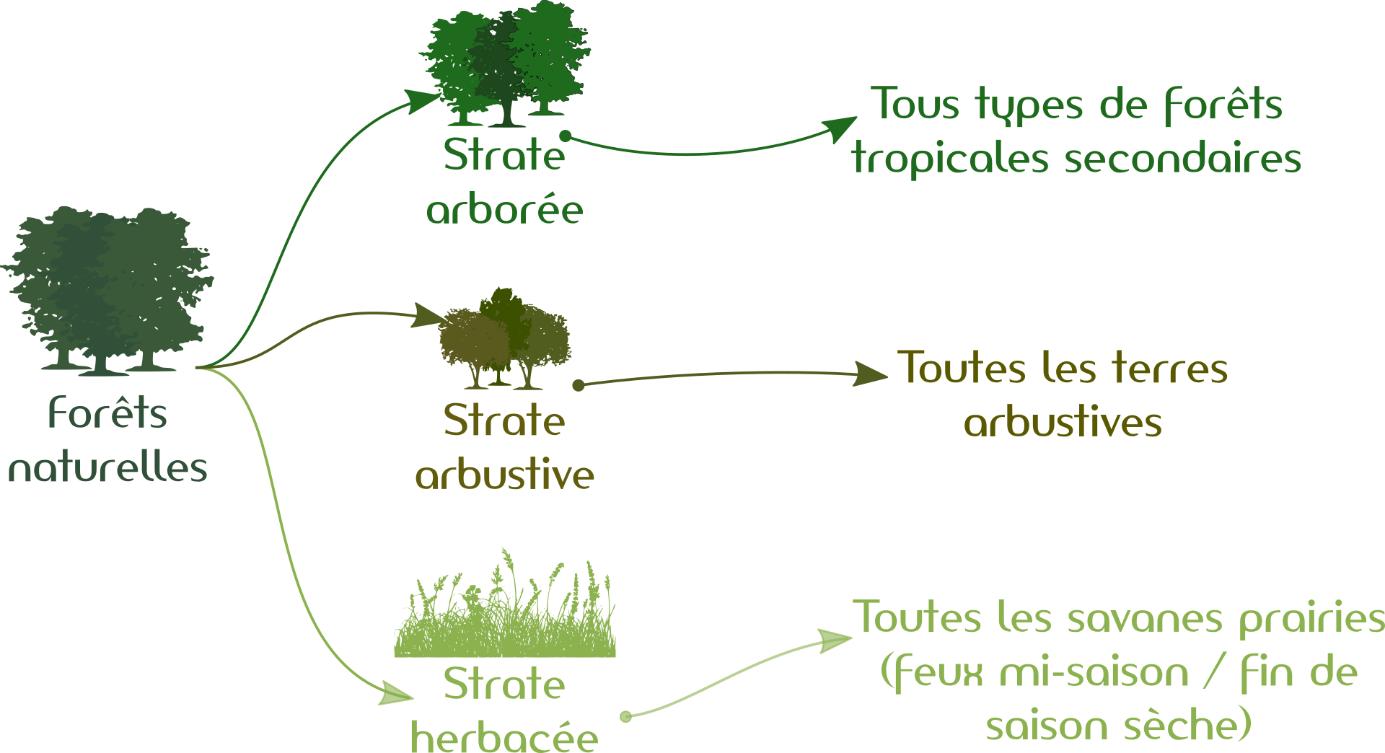 Forêts
naturelles
Strate
arborée
Tous types de forêts
tropicales secondaires
Strate
arbustive
Toutes les terres
arbustives
Strate
herbacée
Toutes les savanes prairies
(feux mi-saison / fin de
saison sèche)